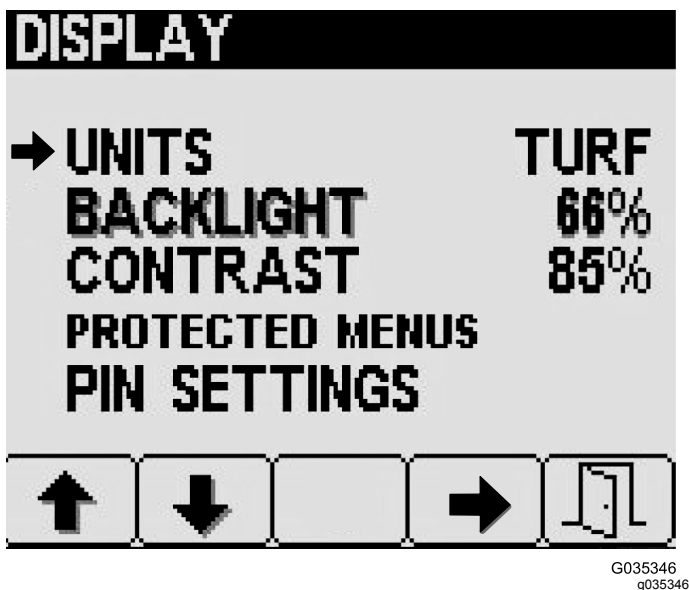 DISPLAY
UNITS TURF
BACKLIGHT 66%
CONTRAST 85%
PROTECTED MENUS
PIN SETTINGS
G035346
g035346